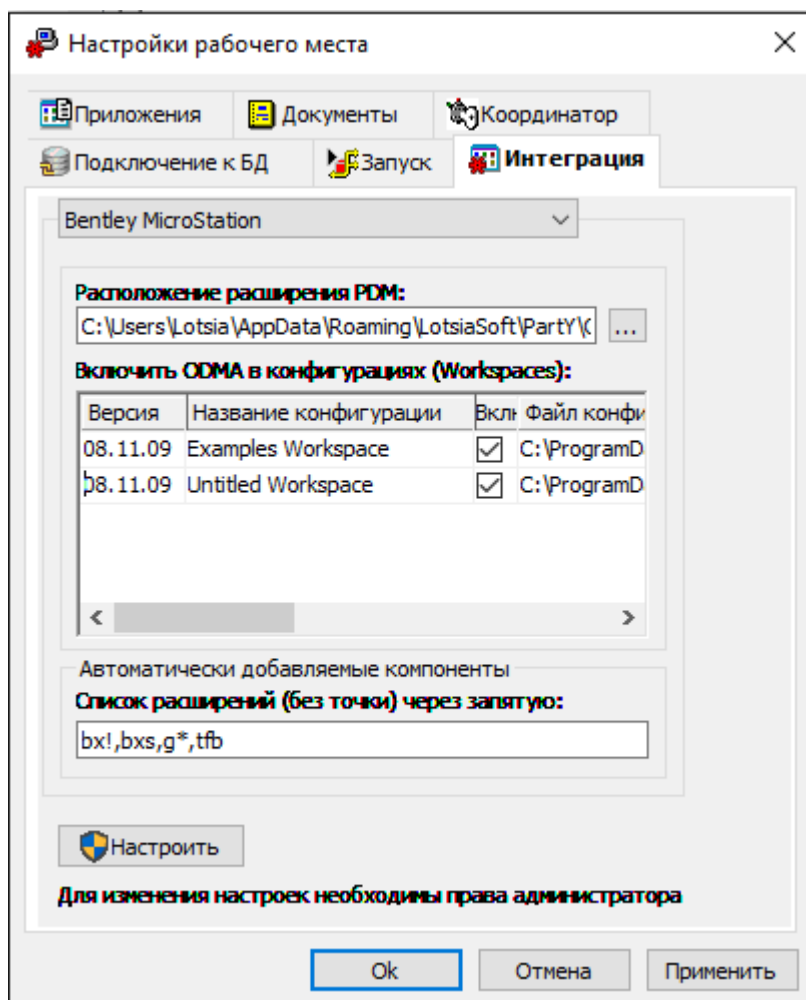 Настройки рабочего места
Приложения Документы Координатор
Подключение к БД Запуск Интеграция
Bentley MicroStation
Расположение расширения PDM:
C:\Users\Lotsia\AppData\Roaming\LotsiaSoft\PartY\ ...
Включить ODMA в конфигурациях (Workspaces):
Версия Название конфигурации Вклн Файл конфи
08.11.09 Examples Workspace C:\ProgramD
08.11.09 Untitled Workspace C:\ProgramD
Автоматически добавляемые компоненты
Список расширений (без точки) через запятую:
bx!,bxs,g*,tfb
Настроить
Для изменения настроек необходимы права администратора
Ok Отмена Применить